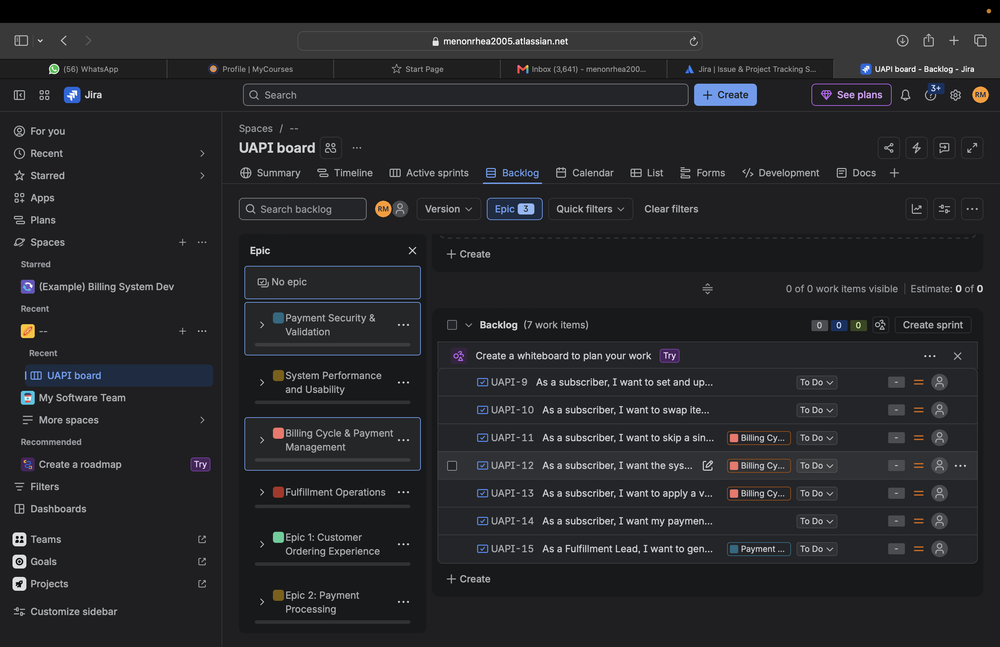 menonrhea2005.atlassian.net
(56) WhatsApp
Profile | MyCourses
Start Page
Inbox (3,641) - menonrhea200...
Jira | Issue & Project Tracking S...
UAPI board - Backlog - Jira
Jira
Search
Create
See plans
3+
RM
For you
Recent
Starred
Apps
Plans
Spaces
Starred
(Example) Billing System Dev
Recent
--
Recent
UAPI board
My Software Team
More spaces
Recommended
Create a roadmap
Try
Filters
Dashboards
Teams
Goals
Projects
Customize sidebar
Spaces / --
UAPI board
Summary
Timeline
Active sprints
Backlog
Calendar
List
Forms
Development
Docs
Search backlog
RM
Version
Epic 3
Quick filters
Clear filters
Epic
No epic
Payment Security &
Validation
System Performance
and Usability
Billing Cycle & Payment
Management
Fulfillment Operations
Epic 1: Customer
Ordering Experience
Epic 2: Payment
Processing
Create
0 of 0 work items visible
Estimate: 0 of 0
Backlog (7 work items)
0 0 0
Create sprint
Create a whiteboard to plan your work
Try
UAPI-9 As a subscriber, I want to set and up... To Do -
UAPI-10 As a subscriber, I want to swap ite... To Do -
UAPI-11 As a subscriber, I want to skip a sin... Billing Cy... To Do -
UAPI-12 As a subscriber, I want the sys... Billing Cy... To Do -
UAPI-13 As a subscriber, I want to apply a v... Billing Cy... To Do -
UAPI-14 As a subscriber, I want my paymen... To Do -
UAPI-15 As a Fulfillment Lead, I want to gen... Payment ... To Do -
Create